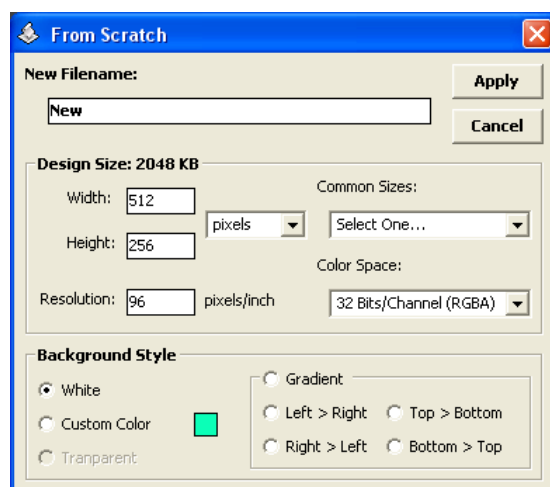 From Scratch
New Filename:
New
Apply
Cancel
Design Size: 2048 KB
Width: 512
Height: 256
pixels
Common Sizes:
Select One...
Resolution: 96 pixels/inch
Color Space:
32 Bits/Channel (RGBA)
Background Style
White
Custom Color
Tranparent
Gradient
Left > Right
Top > Bottom
Right > Left
Bottom > Top